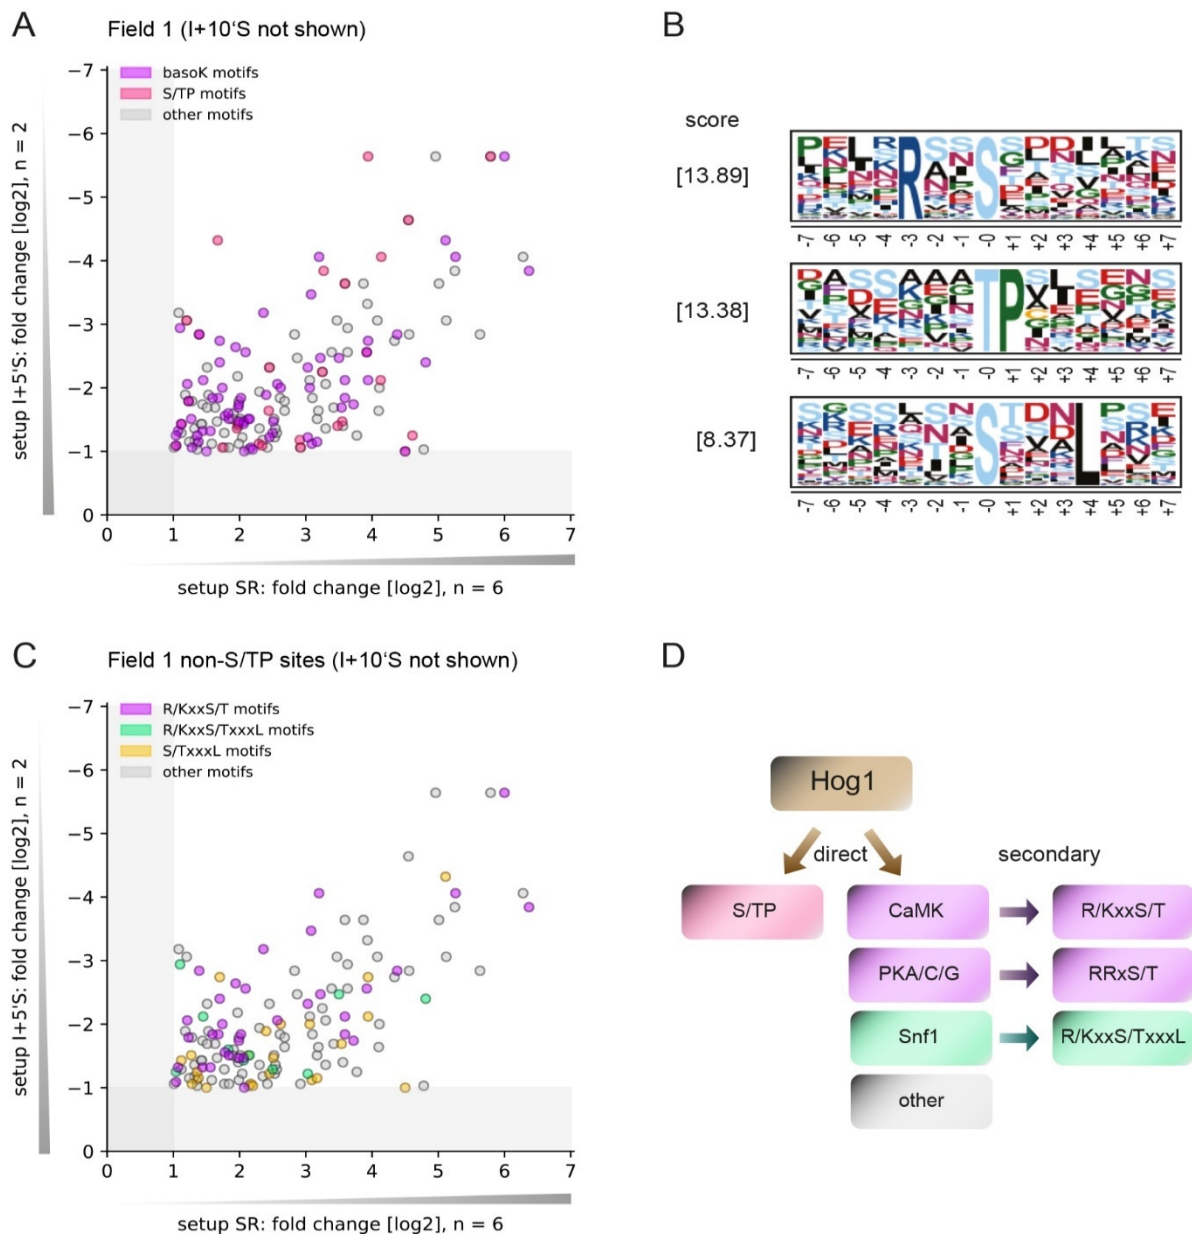 A
Field 1 (I+10‘S not shown)
basoK motifs
S/TP motifs
other motifs
−7
−6
−5
−4
−3
−2
−1
0
setup I+5'S: fold change [log2], n = 2
0 1 2 3 4 5 6 7
setup SR: fold change [log2], n = 6
B
score
[13.89]
-7 -6 -5 -4 -3 -2 -1 -0 +1 +2 +3 +4 +5 +6 +7
[13.38]
-7 -6 -5 -4 -3 -2 -1 -0 +1 +2 +3 +4 +5 +6 +7
[8.37]
-7 -6 -5 -4 -3 -2 -1 -0 +1 +2 +3 +4 +5 +6 +7
C
Field 1 non-S/TP sites (I+10‘S not shown)
R/KxxS/T motifs
R/KxxS/TxxxL motifs
S/TxxxL motifs
other motifs
−7
−6
−5
−4
−3
−2
−1
0
setup I+5'S: fold change [log2], n = 2
0 1 2 3 4 5 6 7
setup SR: fold change [log2], n = 6
D
Hog1
direct
secondary
S/TP
CaMK
R/KxxS/T
PKA/C/G
RRxS/T
Snf1
R/KxxS/TxxxL
other